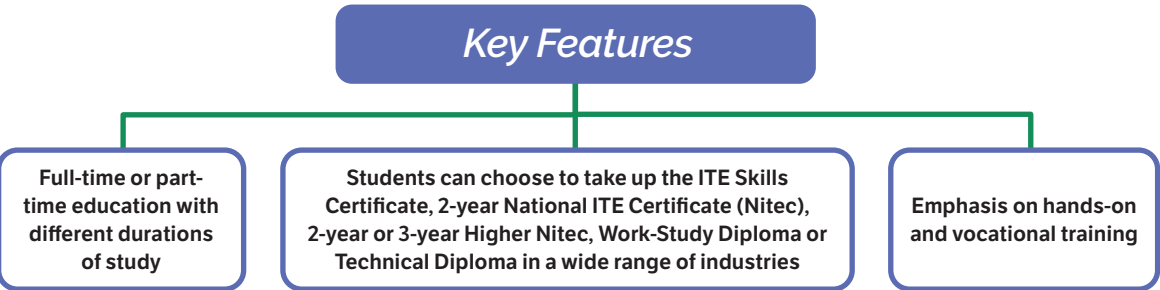 Key Features
Full-time or part-
time education with
different durations
of study
Students can choose to take up the ITE Skills
Certificate, 2-year National ITE Certificate (Nitec),
2-year or 3-year Higher Nitec, Work-Study Diploma or
Technical Diploma in a wide range of industries
Emphasis on hands-on
and vocational training